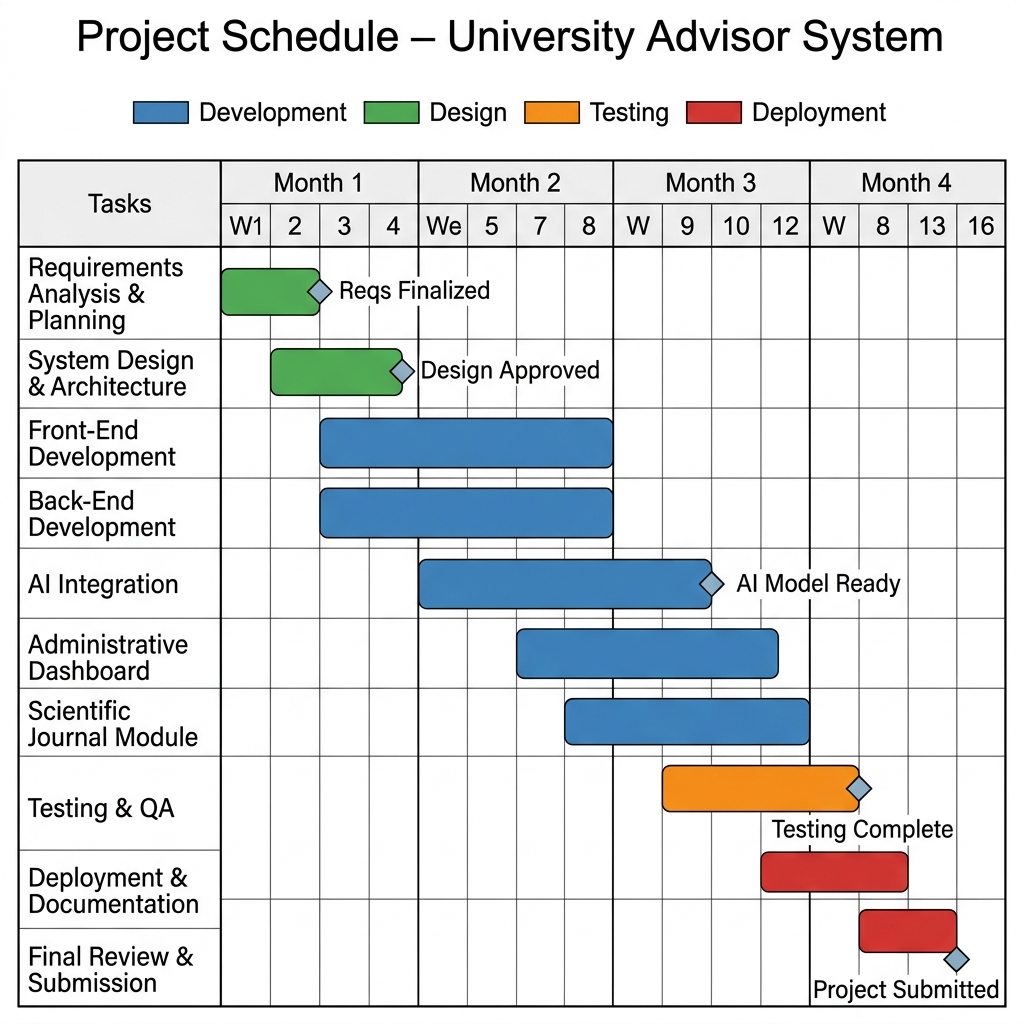 Project Schedule – University Advisor System
Development Design Testing Deployment
Tasks Month 1 Month 2 Month 3 Month 4
W1 2 3 4 We 5 7 8 W 9 10 12 W 8 13 16
Requirements
Analysis &
Planning
Reqs Finalized
System Design
& Architecture
Design Approved
Front-End
Development
Back-End
Development
AI Integration
AI Model Ready
Administrative
Dashboard
Scientific
Journal Module
Testing & QA
Testing Complete
Deployment &
Documentation
Final Review &
Submission
Project Submitted